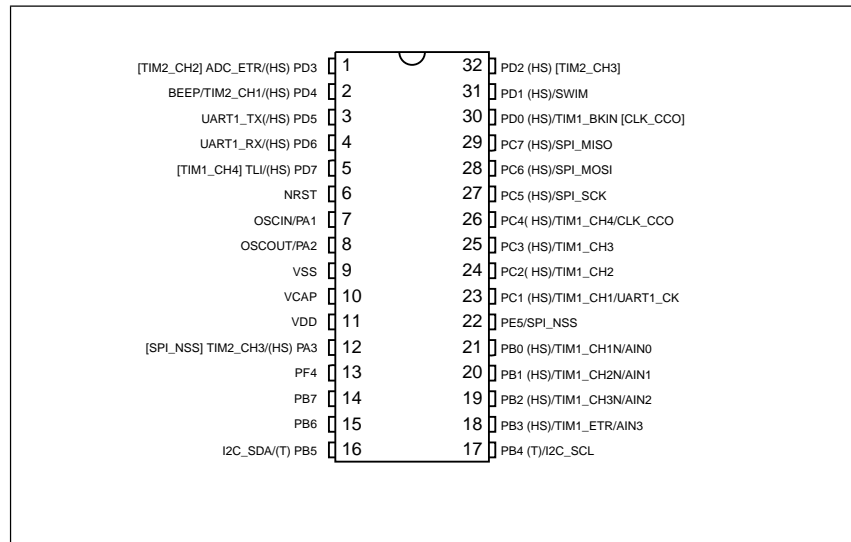 [TIM2_CH2] ADC_ETR/(HS) PD3 1 32 PD2 (HS) [TIM2_CH3]
BEEP/TIM2_CH1/(HS) PD4 2 31 PD1 (HS)/SWIM
UART1_TX/(HS) PD5 3 30 PD0 (HS)/TIM1_BKIN [CLK_CCO]
UART1_RX/(HS) PD6 4 29 PC7 (HS)/SPI_MISO
[TIM1_CH4] TLI/(HS) PD7 5 28 PC6 (HS)/SPI_MOSI
NRST 6 27 PC5 (HS)/SPI_SCK
OSCIN/PA1 7 26 PC4( HS)/TIM1_CH4/CLK_CCO
OSCOUT/PA2 8 25 PC3 (HS)/TIM1_CH3
VSS 9 24 PC2( HS)/TIM1_CH2
VCAP 10 23 PC1 (HS)/TIM1_CH1/UART1_CK
VDD 11 22 PE5/SPI_NSS
[SPI_NSS] TIM2_CH3/(HS) PA3 12 21 PB0 (HS)/TIM1_CH1N/AIN0
PF4 13 20 PB1 (HS)/TIM1_CH2N/AIN1
PB7 14 19 PB2 (HS)/TIM1_CH3N/AIN2
PB6 15 18 PB3 (HS)/TIM1_ETR/AIN3
I2C_SDA/(T) PB5 16 17 PB4 (T)/I2C_SCL